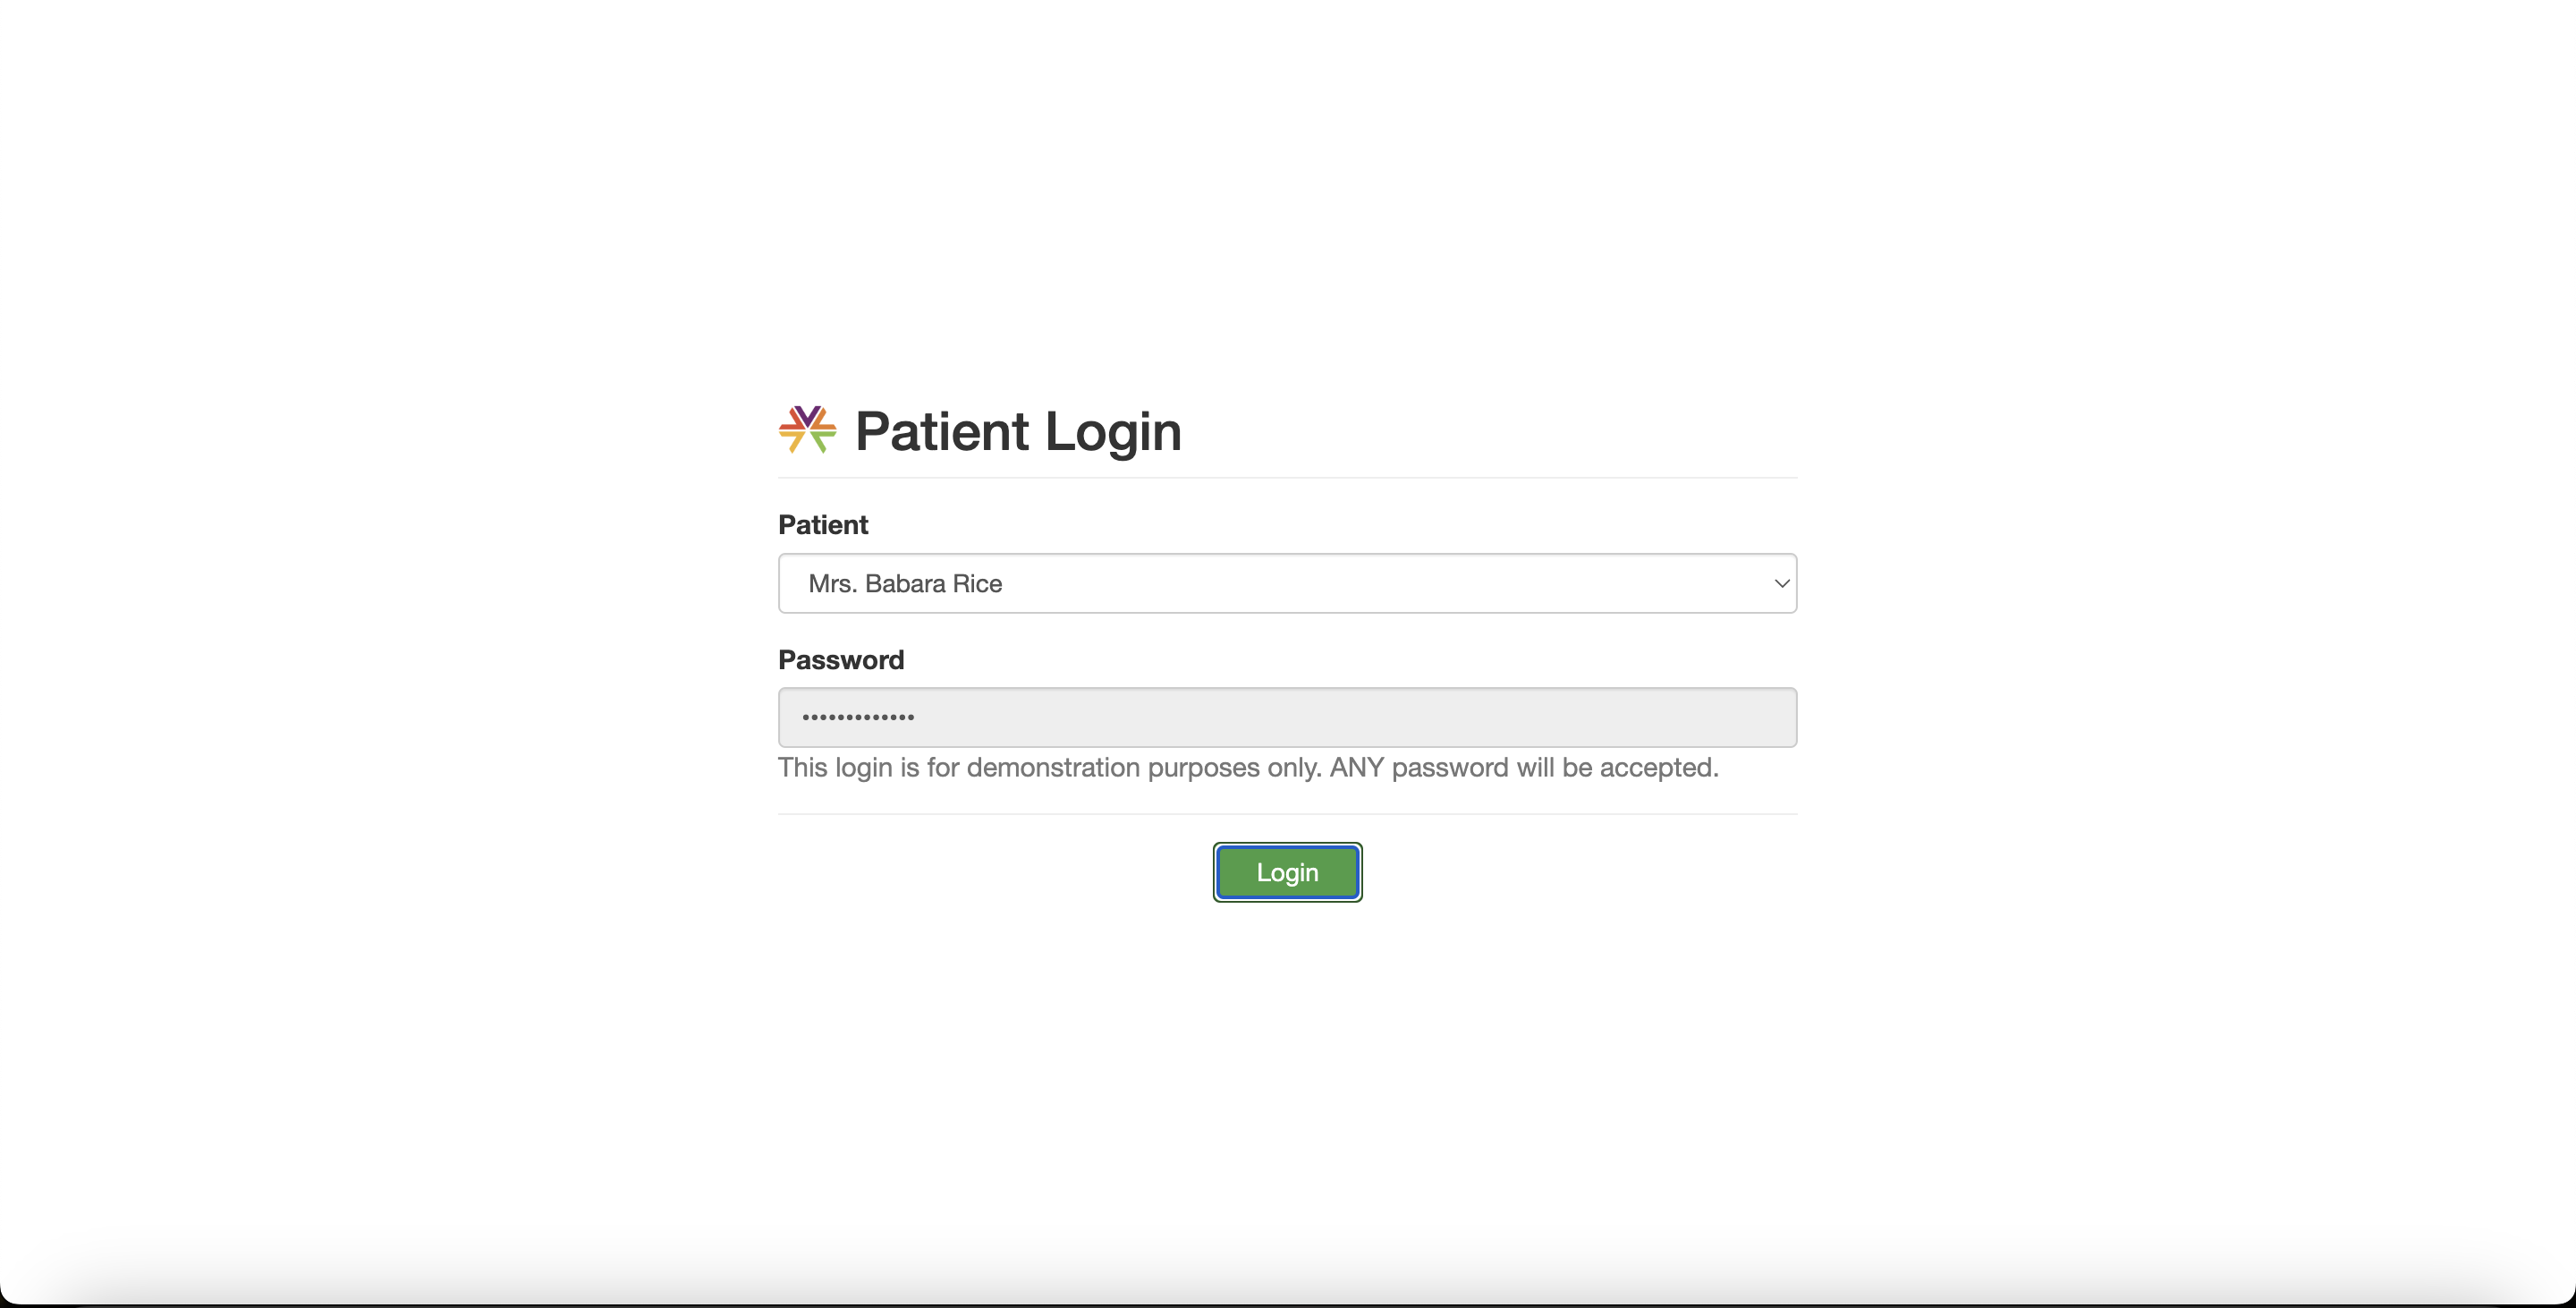 Patient Login
Patient
Mrs. Babara Rice
Password
•••••••••••••
This login is for demonstration purposes only. ANY password will be accepted.
Login